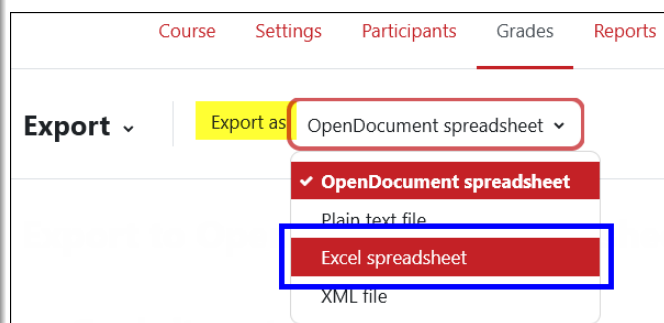 Course Settings Participants Grades Reports
Export
Export as
OpenDocument spreadsheet
OpenDocument spreadsheet
Plain text file
Excel spreadsheet
XML file